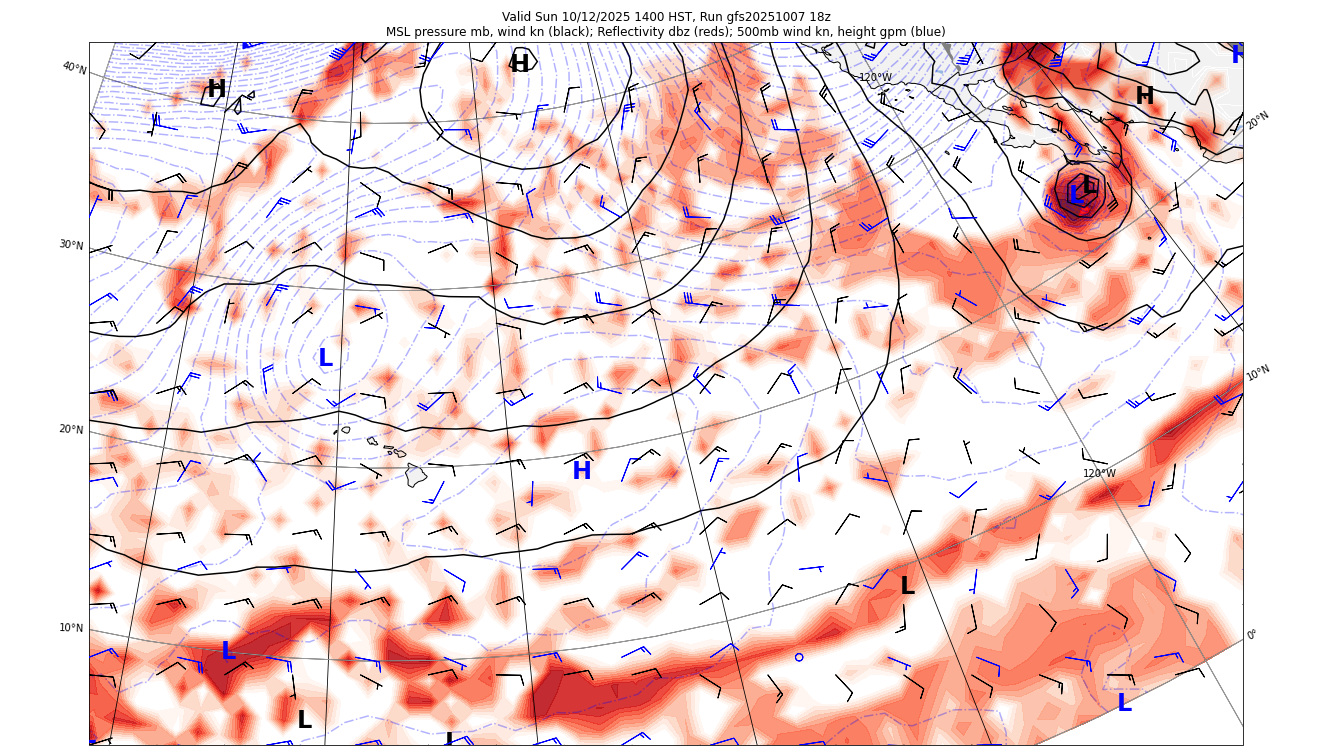 Valid Sun 10/12/2025 1400 HST, Run gfs20251007 18z
MSL pressure mb, wind kn (black); Reflectivity dbz (reds); 500mb wind kn, height gpm (blue)
H
40°N
H
H
120°W
H
20°N
L
L
30°N
L
10°N
20°N
H
120°W
L
10°N
0°
L
L
L
L